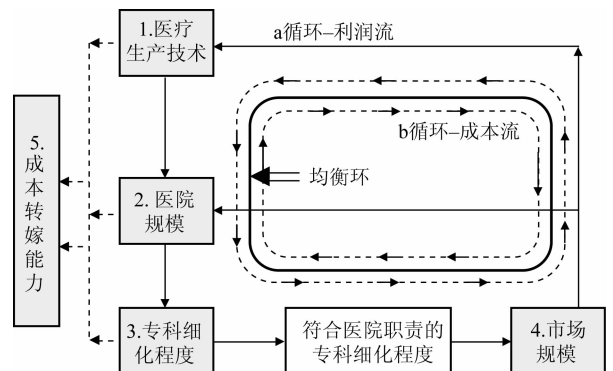 1.医疗
生产技术
a循环–利润流
b循环–成本流
均衡环
5.
成
本
转
嫁
能
力
2. 医院
规模
3.专科细
化程度
符合医院职责的
专科细化程度
4.市场
规模